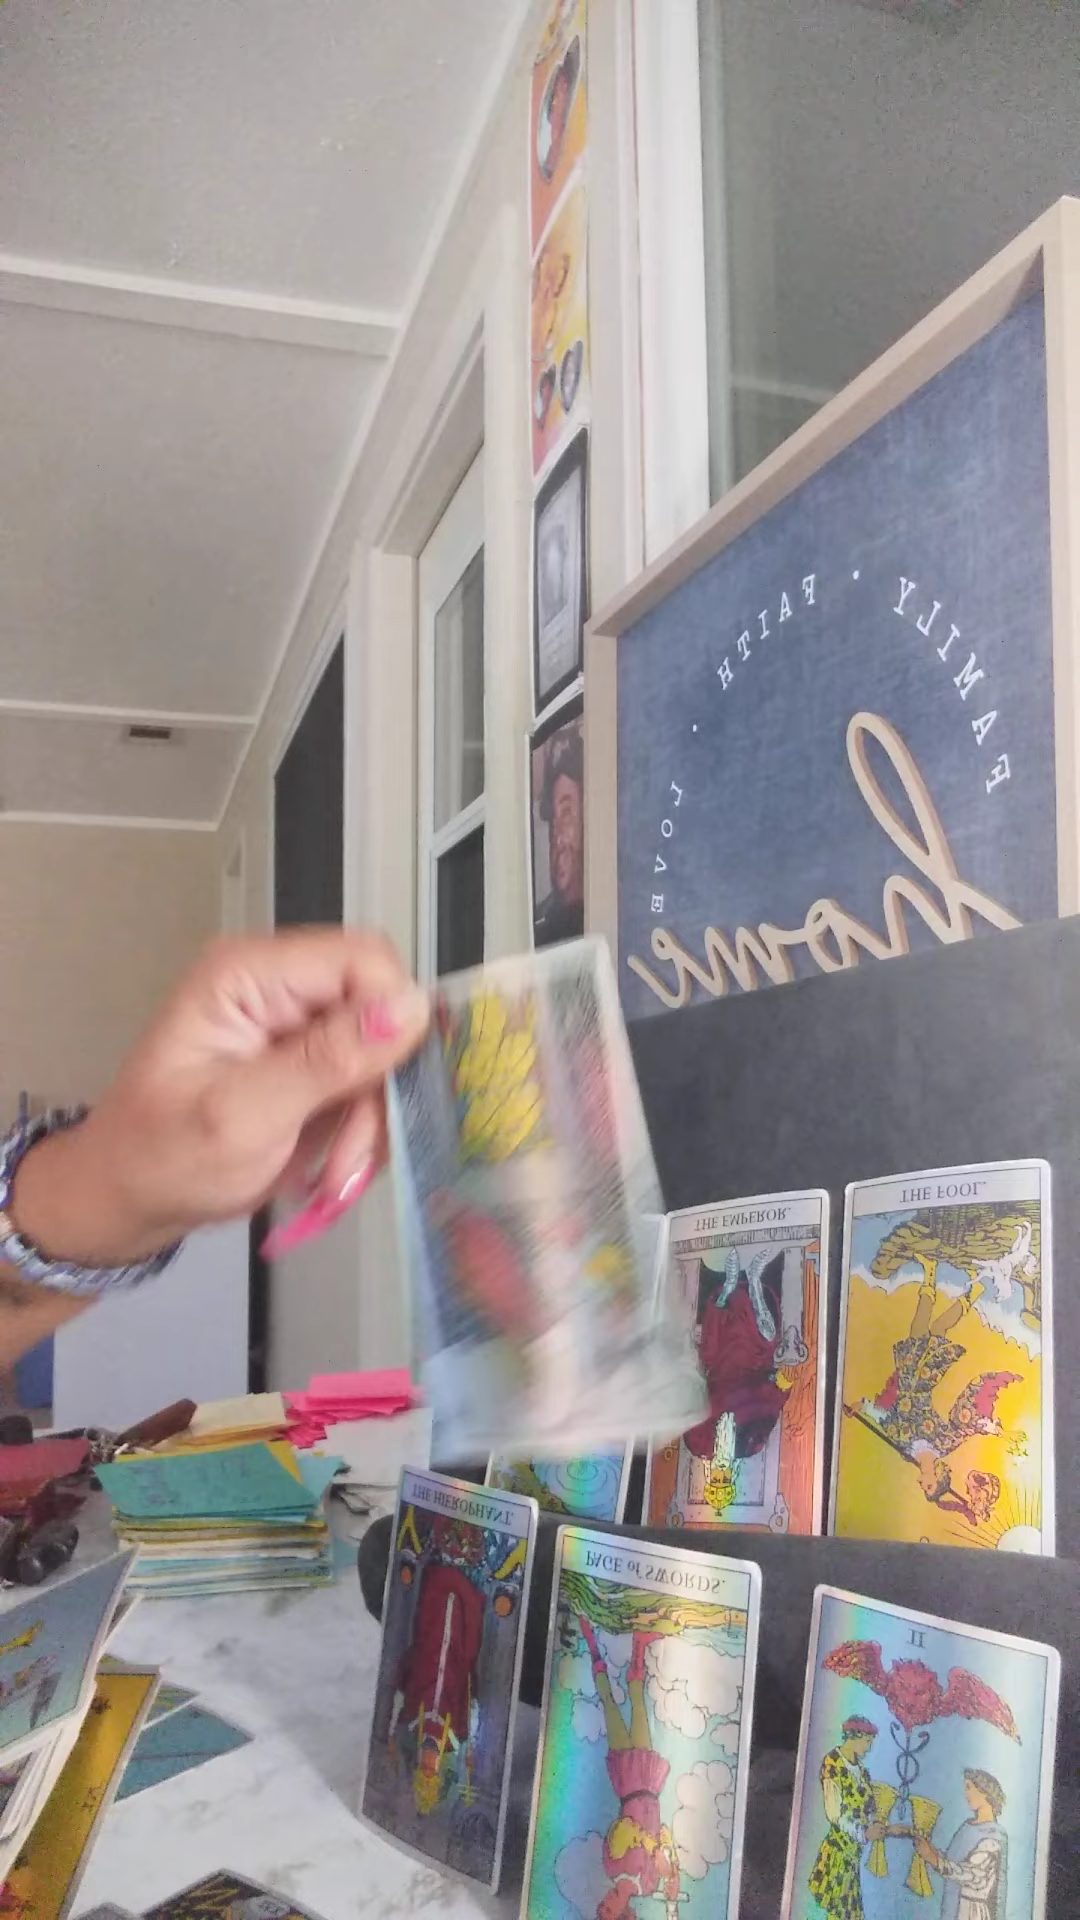 FAMILY · FAITH · LOVE
home
THE EMPEROR.
THE FOOL.
THE HIEROPHANT.
PAGE of SWORDS.
II